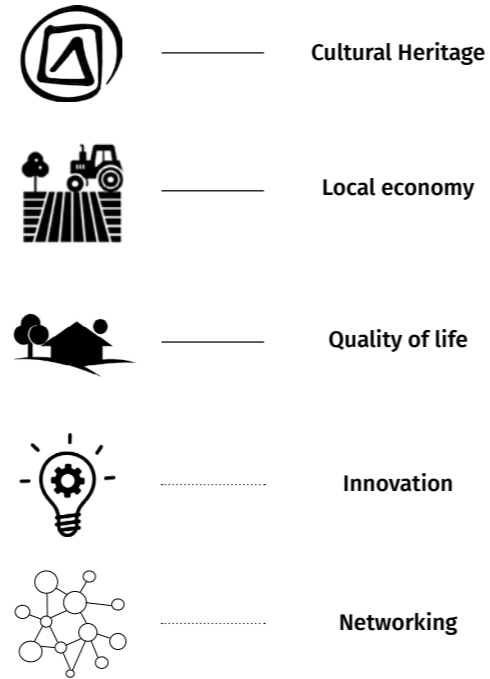 Cultural Heritage
Local economy
Quality of life
Innovation
Networking